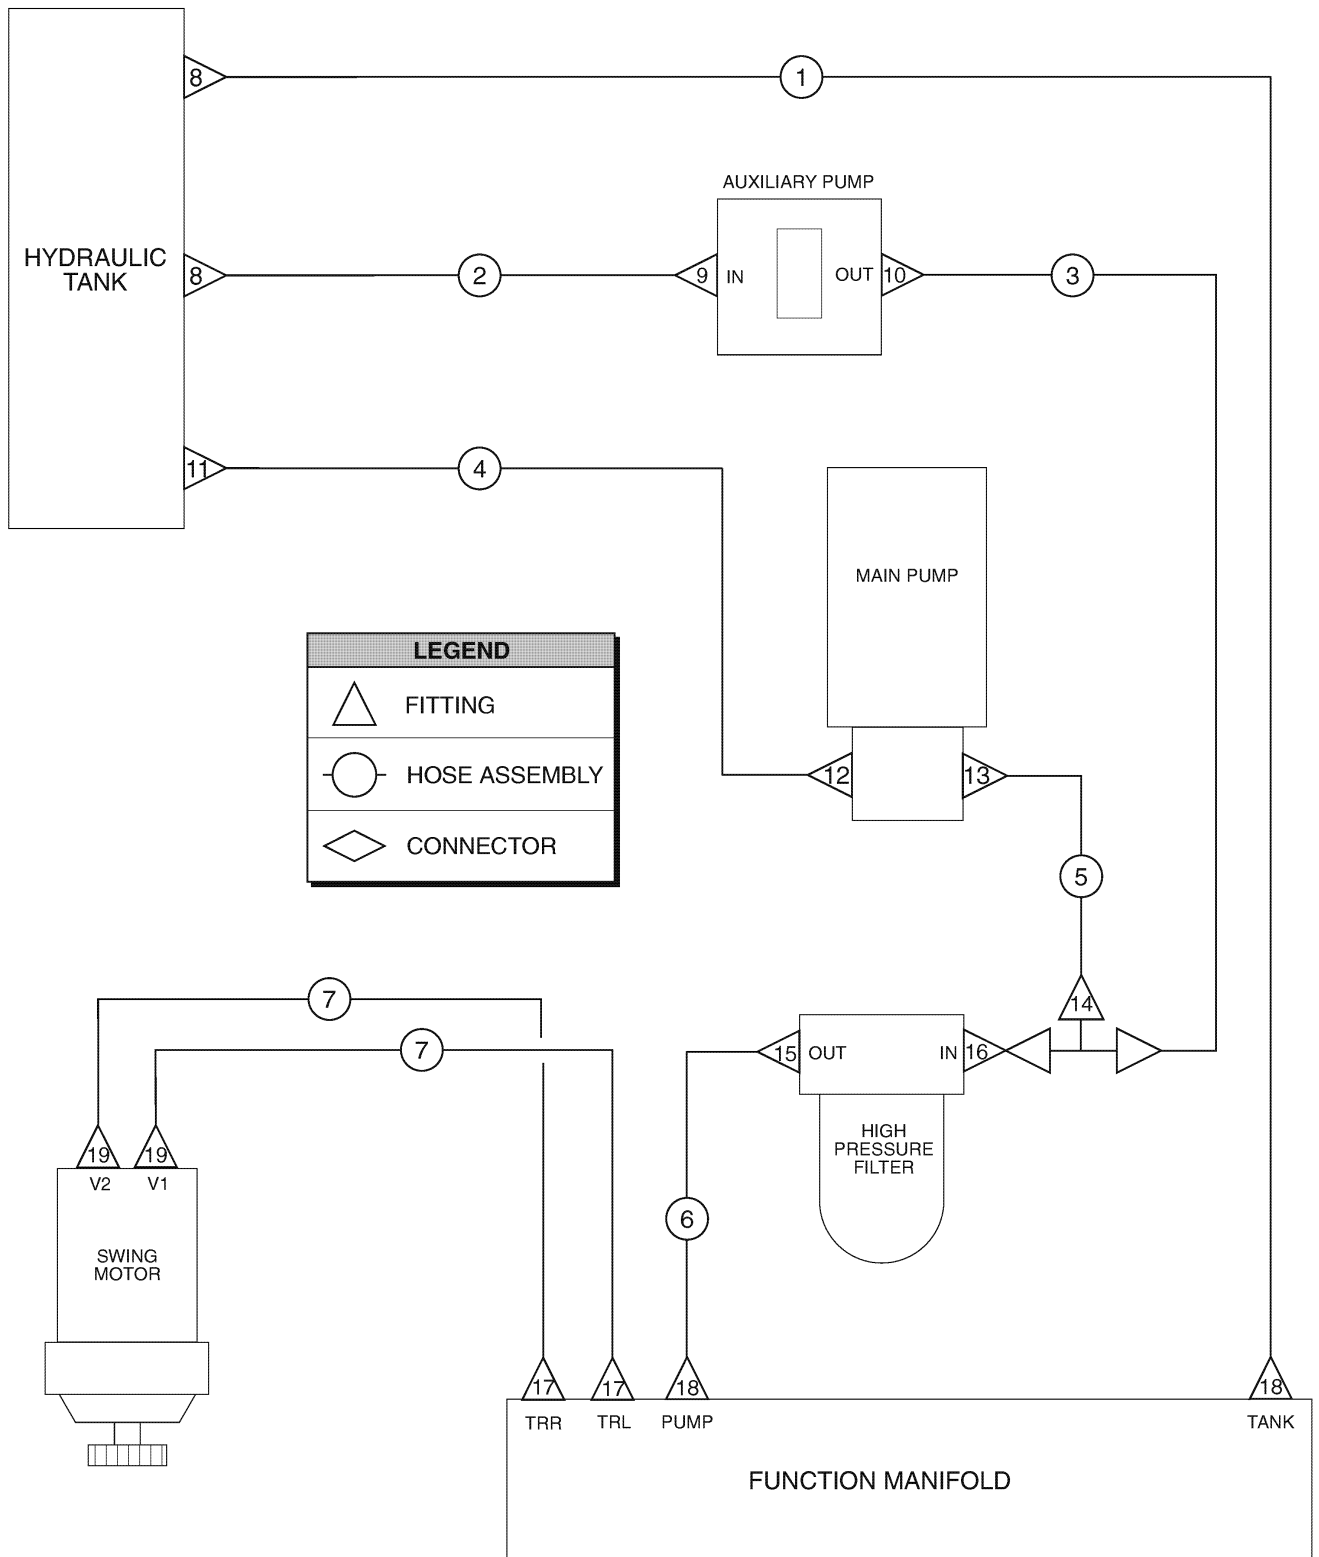 8
1
AUXILIARY PUMP
HYDRAULIC
TANK
8
2
9
IN
OUT
10
3
11
4
MAIN PUMP
LEGEND
FITTING
HOSE ASSEMBLY
CONNECTOR
12
13
5
7
14
7
15
OUT
IN
16
HIGH
PRESSURE
FILTER
19
19
V2
V1
6
SWING
MOTOR
17
17
18
18
TRR
TRL
PUMP
TANK
FUNCTION MANIFOLD